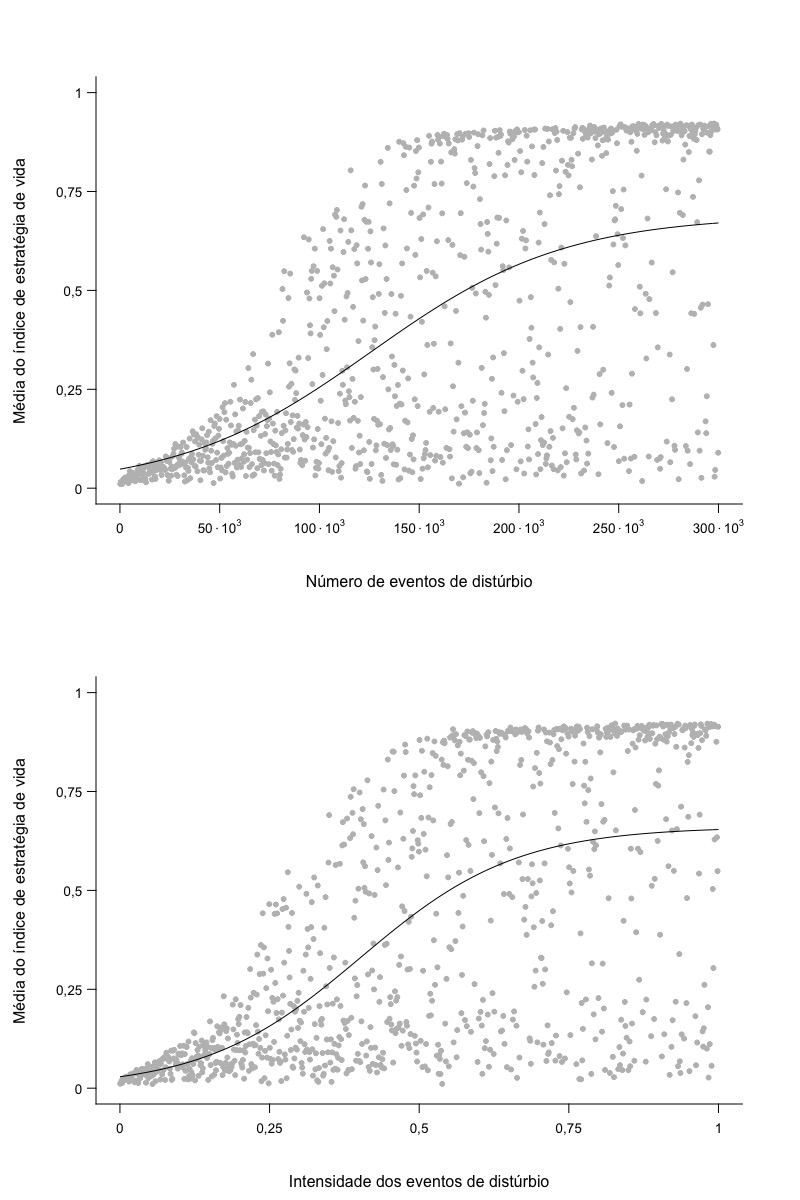 Média do índice de estratégia de vida
1
0,75
0,5
0,25
0
0 50·10³ 100·10³ 150·10³ 200·10³ 250·10³ 300·10³
Número de eventos de distúrbio
Média do índice de estratégia de vida
1
0,75
0,5
0,25
0
0 0,25 0,5 0,75 1
Intensidade dos eventos de distúrbio